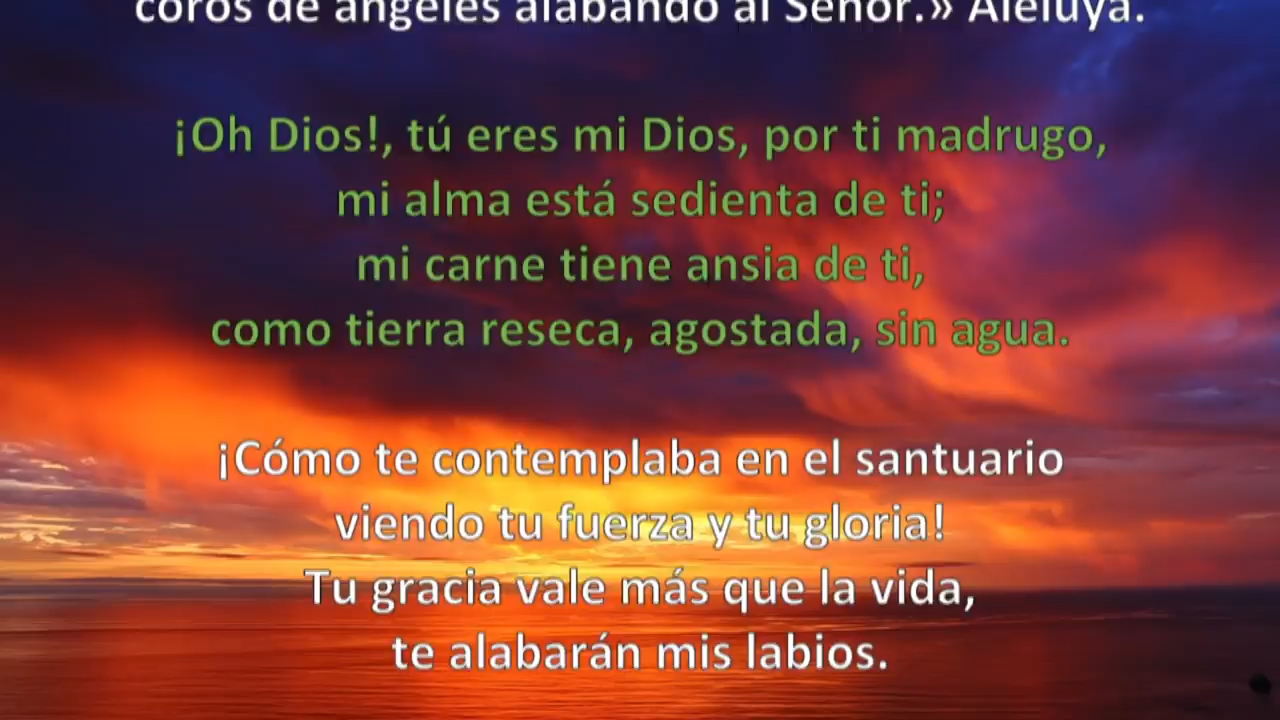 coros de ángeles alabando al Señor.» Aleluya.
¡Oh Dios!, tú eres mi Dios, por ti madrugo,
mi alma está sedienta de ti;
mi carne tiene ansia de ti,
como tierra reseca, agostada, sin agua.
¡Cómo te contemplaba en el santuario
viendo tu fuerza y tu gloria!
Tu gracia vale más que la vida,
te alabarán mis labios.